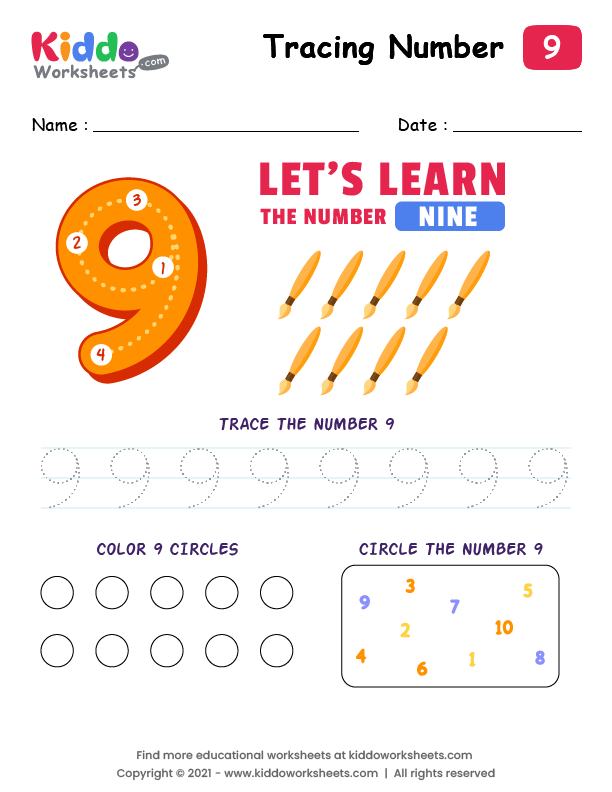 Kiddo
Worksheets.com
Tracing Number 9
Name : Date :
LET'S LEARN
THE NUMBER NINE
3
2
1
4
TRACE THE NUMBER 9
9 9 9 9 9 9 9 9
COLOR 9 CIRCLES
CIRCLE THE NUMBER 9
9 3 7 5
2 10
4 6 1 8
Find more educational worksheets at kiddoworksheets.com
Copyright © 2021 - www.kiddoworksheets.com | All rights reserved